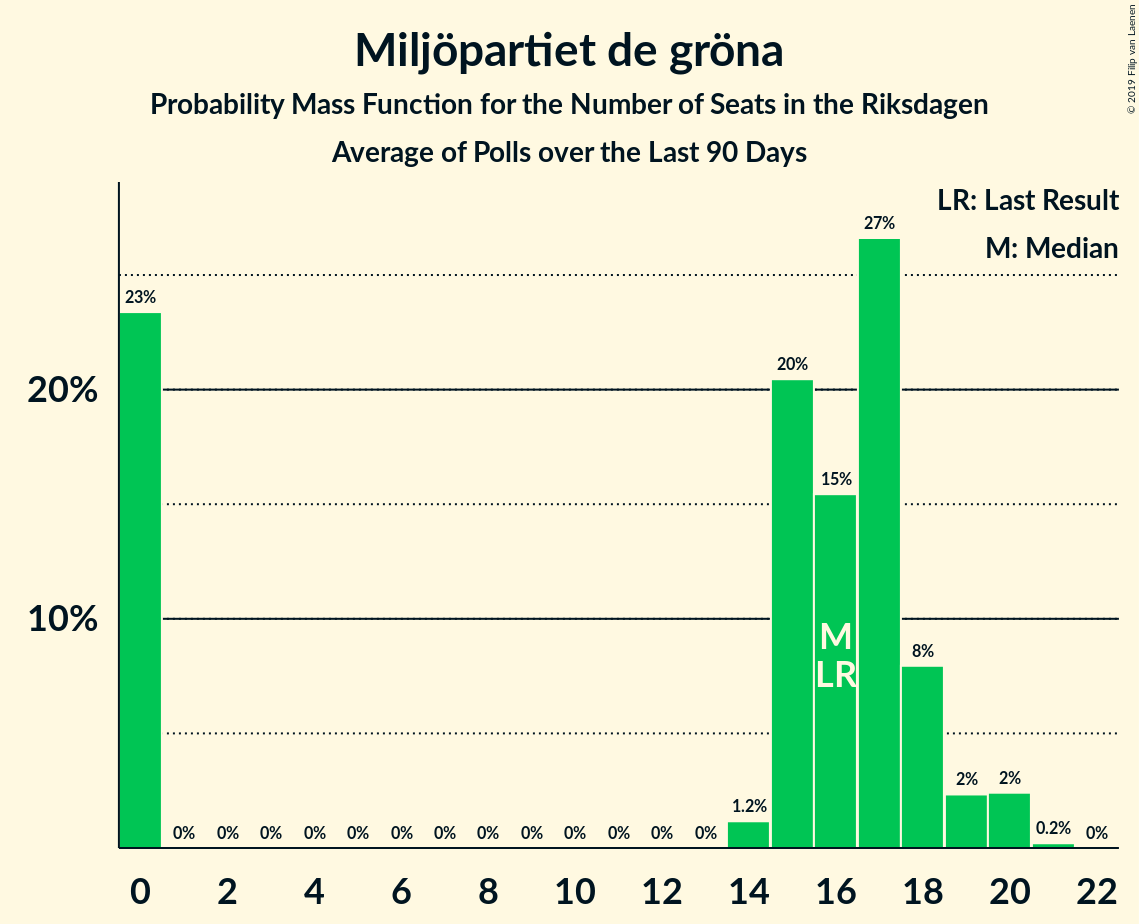 Miljöpartiet de gröna
Probability Mass Function for the Number of Seats in the Riksdagen
Average of Polls over the Last 90 Days
© 2019 Filip van Laenen
LR: Last Result
M: Median
27%
23%
20%
20%
15%
10%
M
LR
8%
2%
2%
1.2%
0.2%
0% 0% 0% 0% 0% 0% 0% 0% 0% 0% 0% 0% 0% 0%
0 2 4 6 8 10 12 14 16 18 20 22